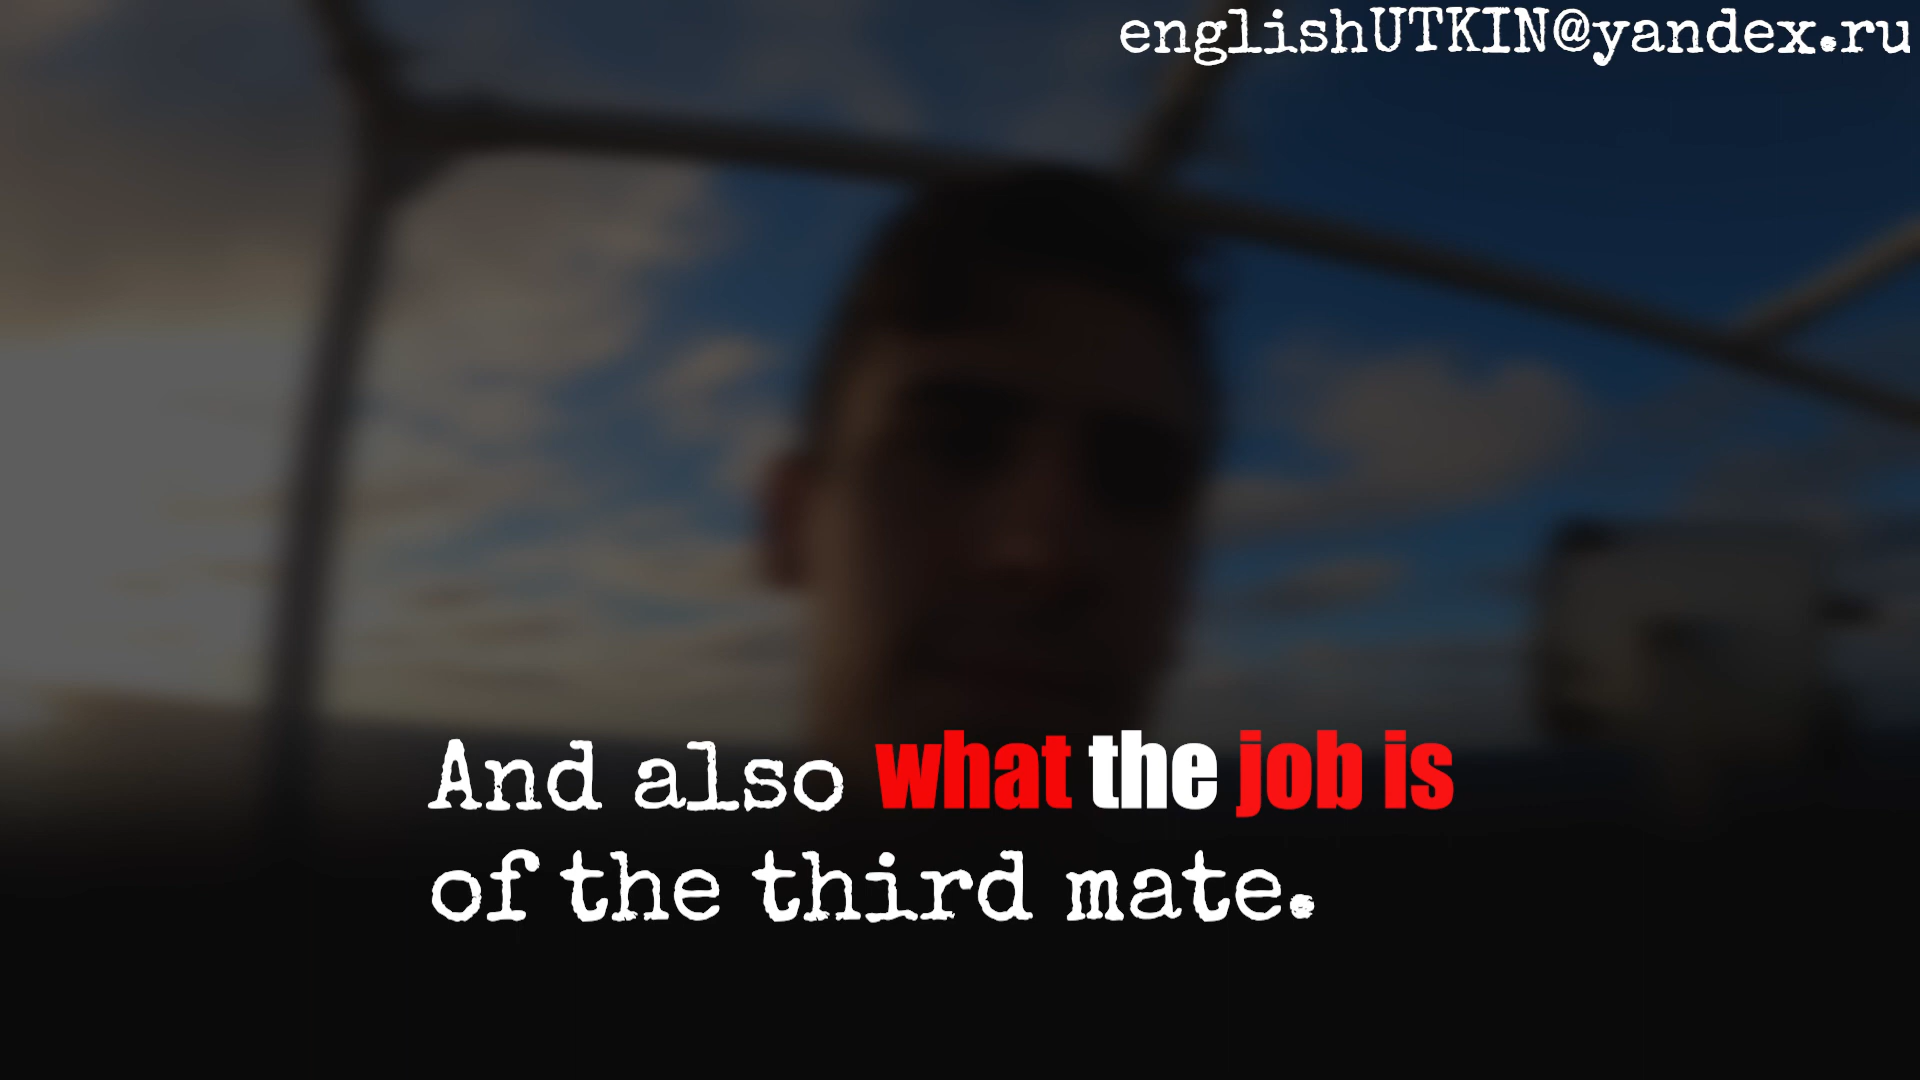 englishUTKIN@yandex.ru
And also what the job is
of the third mate.